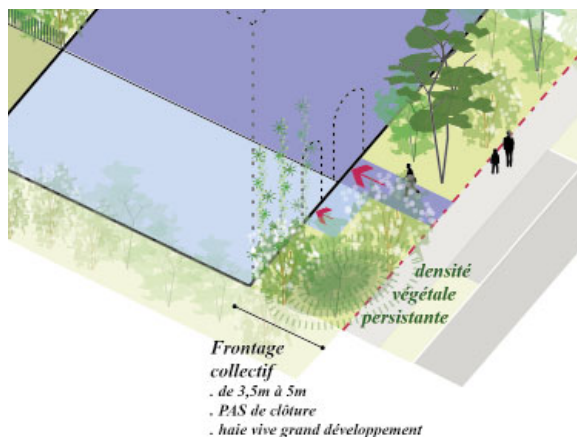 densité
végétale
persistante
Frontage
collectif
. de 3,5m à 5m
. PAS de clôture
. haie vive grand développement